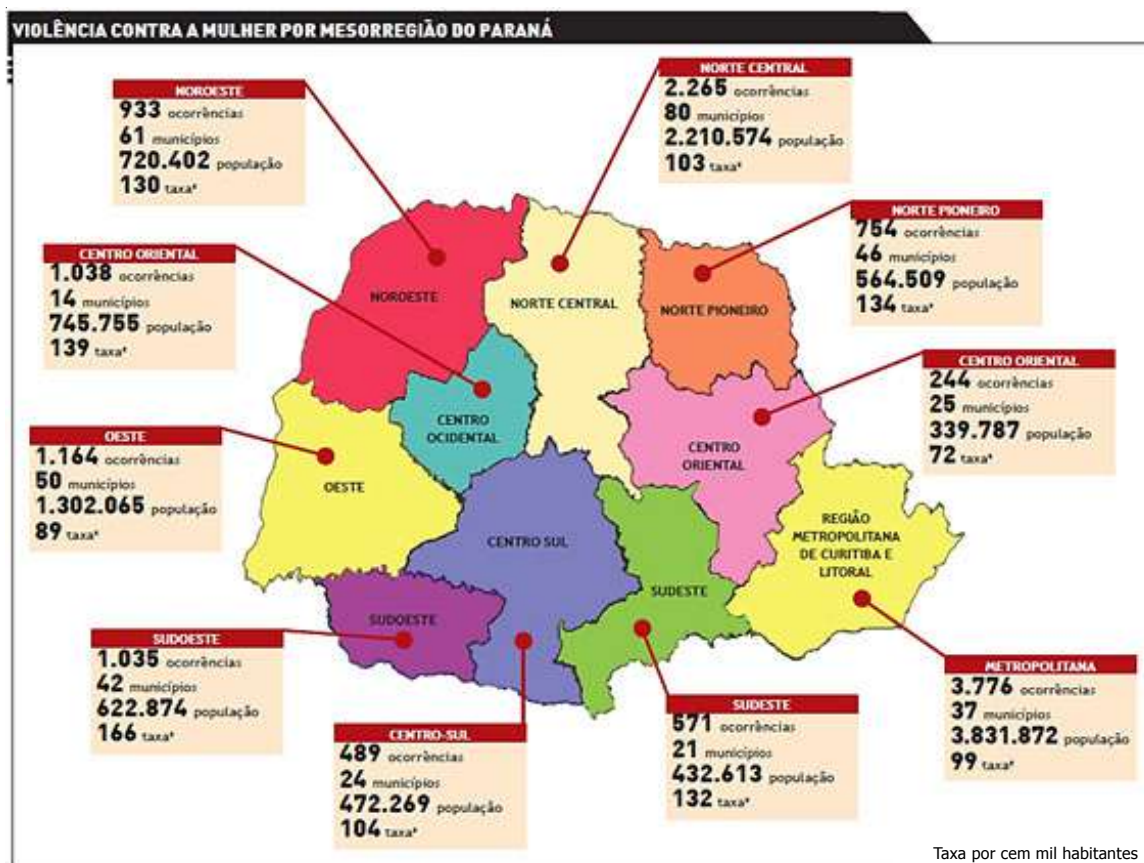 VIOLÊNCIA CONTRA A MULHER POR MESORREGIÃO DO PARANÁ
NOROESTE
933 ocorrências
61 municípios
720.402 população
130 taxa*
NORTE CENTRAL
2.265 ocorrências
80 municípios
2.210.574 população
103 taxa*
NORTE PIONEIRO
754 ocorrências
46 municípios
564.509 população
134 taxa*
CENTRO ORIENTAL
1.038 ocorrências
14 municípios
745.755 população
139 taxa*
CENTRO ORIENTAL
244 ocorrências
25 municípios
339.787 população
72 taxa*
OESTE
1.164 ocorrências
50 municípios
1.302.065 população
89 taxa*
NOROESTE
NORTE CENTRAL
NORTE PIONEIRO
CENTRO
OCIDENTAL
CENTRO
ORIENTAL
OESTE
CENTRO SUL
REGIÃO
METROPOLITANA
DE CURITIBA E
LITORAL
SUDOESTE
SUDESTE
SUDOESTE
1.035 ocorrências
42 municípios
622.874 população
166 taxa*
CENTRO-SUL
489 ocorrências
24 municípios
472.269 população
104 taxa*
SUDESTE
571 ocorrências
21 municípios
432.613 população
132 taxa*
METROPOLITANA
3.776 ocorrências
37 municípios
3.831.872 população
99 taxa*
Taxa por cem mil habitantes